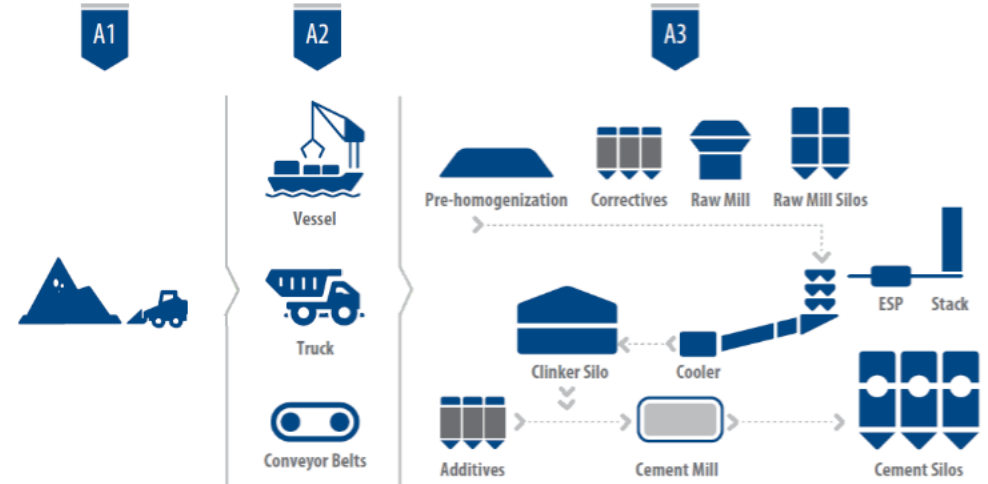 A1
A2
A3
Vessel
Truck
Conveyor Belts
Pre-homogenization
Correctives
Raw Mill
Raw Mill Silos
ESP
Stack
Clinker Silo
Cooler
Additives
Cement Mill
Cement Silos